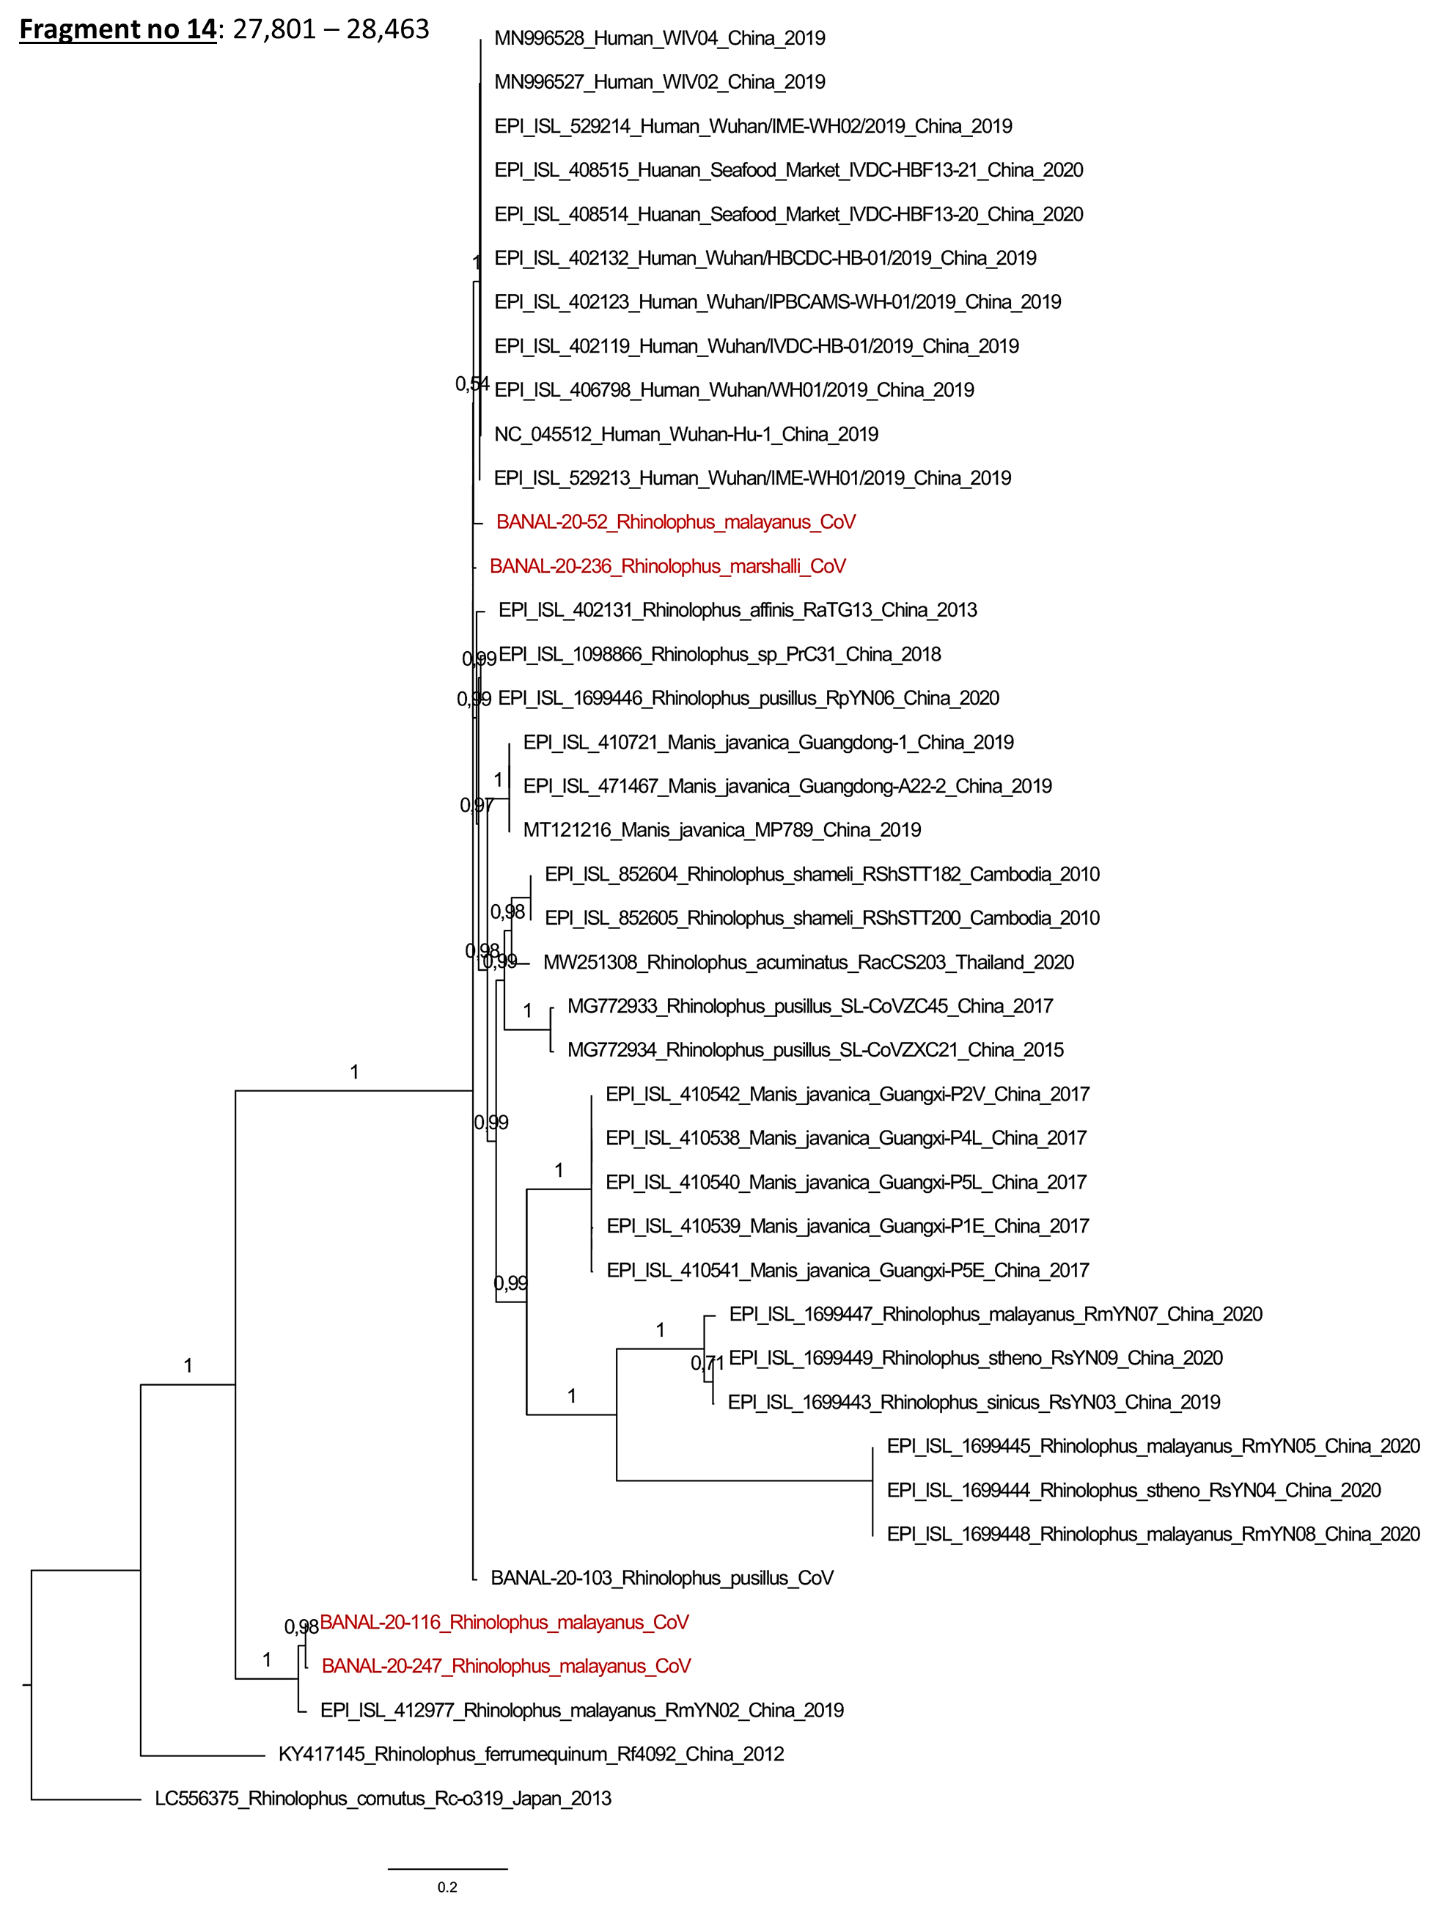 Fragment no 14: 27,801 – 28,463
MN996528_Human_WIV04_China_2019
MN996527_Human_WIV02_China_2019
EPI_ISL_529214_Human_Wuhan/IME-WH02/2019_China_2019
EPI_ISL_408515_Huanan_Seafood_Market_IVDC-HBF13-21_China_2020
EPI_ISL_408514_Huanan_Seafood_Market_IVDC-HBF13-20_China_2020
1
EPI_ISL_402132_Human_Wuhan/HBCDC-HB-01/2019_China_2019
EPI_ISL_402123_Human_Wuhan/IPBCAMS-WH-01/2019_China_2019
EPI_ISL_402119_Human_Wuhan/IVDC-HB-01/2019_China_2019
0,54
EPI_ISL_406798_Human_Wuhan/WH01/2019_China_2019
NC_045512_Human_Wuhan-Hu-1_China_2019
EPI_ISL_529213_Human_Wuhan/IME-WH01/2019_China_2019
BANAL-20-52_Rhinolophus_malayanus_CoV
BANAL-20-236_Rhinolophus_marshalli_CoV
EPI_ISL_402131_Rhinolophus_affinis_RaTG13_China_2013
0,99
EPI_ISL_1098866_Rhinolophus_sp_PrC31_China_2018
0,99
EPI_ISL_1699446_Rhinolophus_pusillus_RpYN06_China_2020
EPI_ISL_410721_Manis_javanica_Guangdong-1_China_2019
1
EPI_ISL_471467_Manis_javanica_Guangdong-A22-2_China_2019
0,97
MT121216_Manis_javanica_MP789_China_2019
EPI_ISL_852604_Rhinolophus_shameli_RShSTT182_Cambodia_2010
0,98
EPI_ISL_852605_Rhinolophus_shameli_RShSTT200_Cambodia_2010
0,98
0,99
MW251308_Rhinolophus_acuminatus_RacCS203_Thailand_2020
1
MG772933_Rhinolophus_pusillus_SL-CoVZC45_China_2017
MG772934_Rhinolophus_pusillus_SL-CoVZXC21_China_2015
1
EPI_ISL_410542_Manis_javanica_Guangxi-P2V_China_2017
0,99
EPI_ISL_410538_Manis_javanica_Guangxi-P4L_China_2017
1
EPI_ISL_410540_Manis_javanica_Guangxi-P5L_China_2017
EPI_ISL_410539_Manis_javanica_Guangxi-P1E_China_2017
EPI_ISL_410541_Manis_javanica_Guangxi-P5E_China_2017
0,99
EPI_ISL_1699447_Rhinolophus_malayanus_RmYN07_China_2020
1
0,71
EPI_ISL_1699449_Rhinolophus_stheno_RsYN09_China_2020
1
1
EPI_ISL_1699443_Rhinolophus_sinicus_RsYN03_China_2019
EPI_ISL_1699445_Rhinolophus_malayanus_RmYN05_China_2020
EPI_ISL_1699444_Rhinolophus_stheno_RsYN04_China_2020
EPI_ISL_1699448_Rhinolophus_malayanus_RmYN08_China_2020
BANAL-20-103_Rhinolophus_pusillus_CoV
0,98
BANAL-20-116_Rhinolophus_malayanus_CoV
1
BANAL-20-247_Rhinolophus_malayanus_CoV
EPI_ISL_412977_Rhinolophus_malayanus_RmYN02_China_2019
KY417145_Rhinolophus_ferrumequinum_Rf4092_China_2012
LC556375_Rhinolophus_cornutus_Rc-o319_Japan_2013
0.2